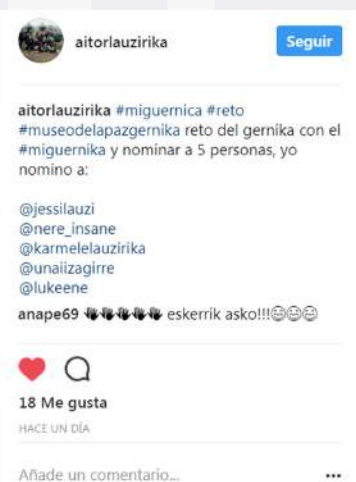 aitorlauzirika
Seguir
aitorlauzirika #miguernica #reto
#museodelapazgernika reto del gernika con el
#miguernika y nominar a 5 personas, yo
nomino a:
@jessilauzi
@nere_insane
@karmelelauzirika
@unaiizagirre
@lukeene
anape69 👋👋👋👋👋 eskerrik asko!!!😄😄😄
18 Me gusta
HACE UN DÍA
Añade un comentario...